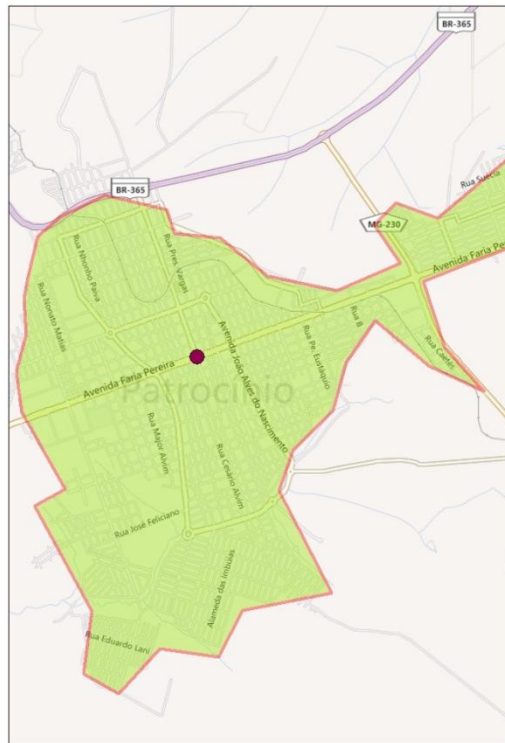 BR-365
BR-365
Rua Suecia
MG-230
Avenida Faria Pe
Rua Nhonho Paiva
Rua Pres. Vargas
Rua Nonato Matias
Avenida João Alves do Nascimento
Rua B
Rua Pe. Eustáquio
Rua Caetés
Avenida Faria Pereira
Patrocínio
Rua Major Alvim
Rua Cesário Alvim
Rua José Feliciano
Alameda das Imbuias
Rua Eduardo Lani